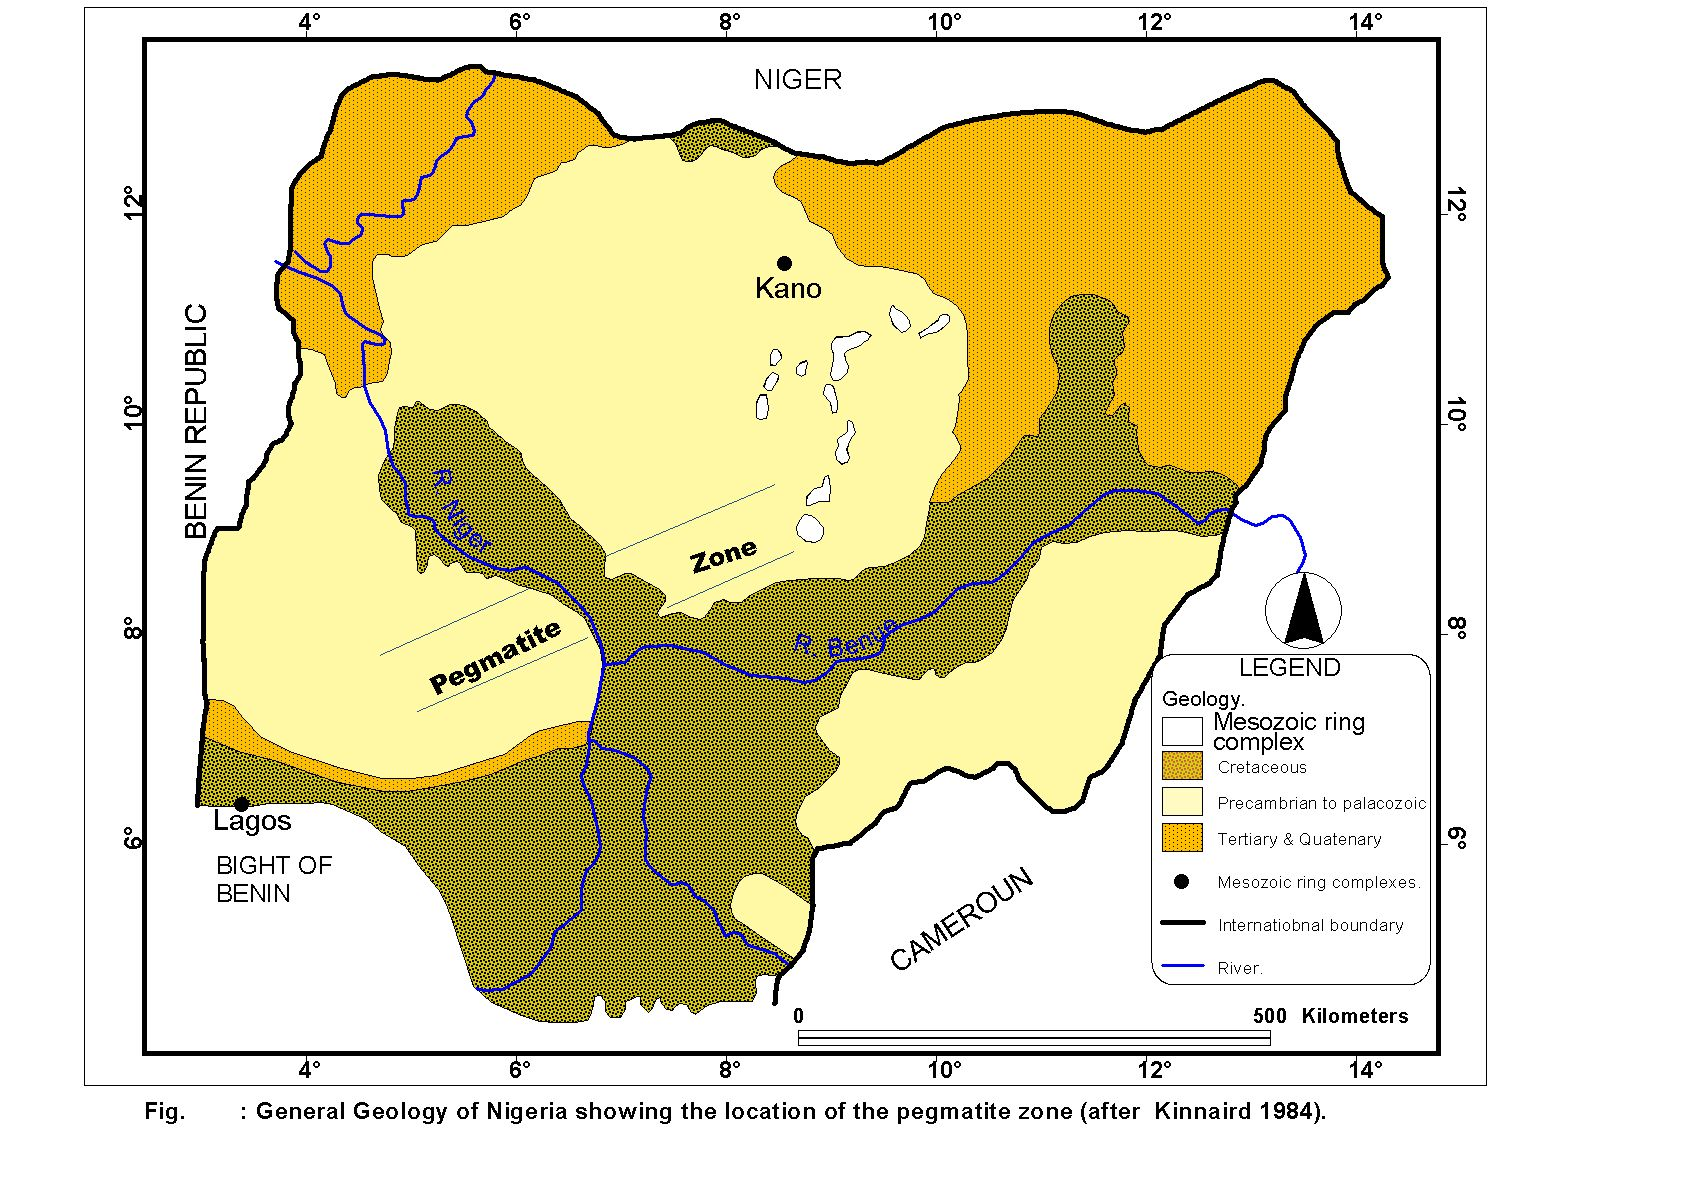 4° 6° 8° 10° 12° 14°
NIGER
12° 12°
Kano
BENIN REPUBLIC
10° 10°
R. Niger
Zone
8° 8°
Pegmatite
R. Benue
LEGEND
Geology.
Mesozoic ring
complex
Cretaceous
Precambrian to palacozoic
Tertiary & Quatenary
Mesozoic ring complexes.
Internatiobnal boundary
River.
Lagos
6° 6°
BIGHT OF
BENIN
CAMEROUN
0 500 Kilometers
4° 6° 8° 10° 12° 14°
Fig. : General Geology of Nigeria showing the location of the pegmatite zone (after Kinnaird 1984).